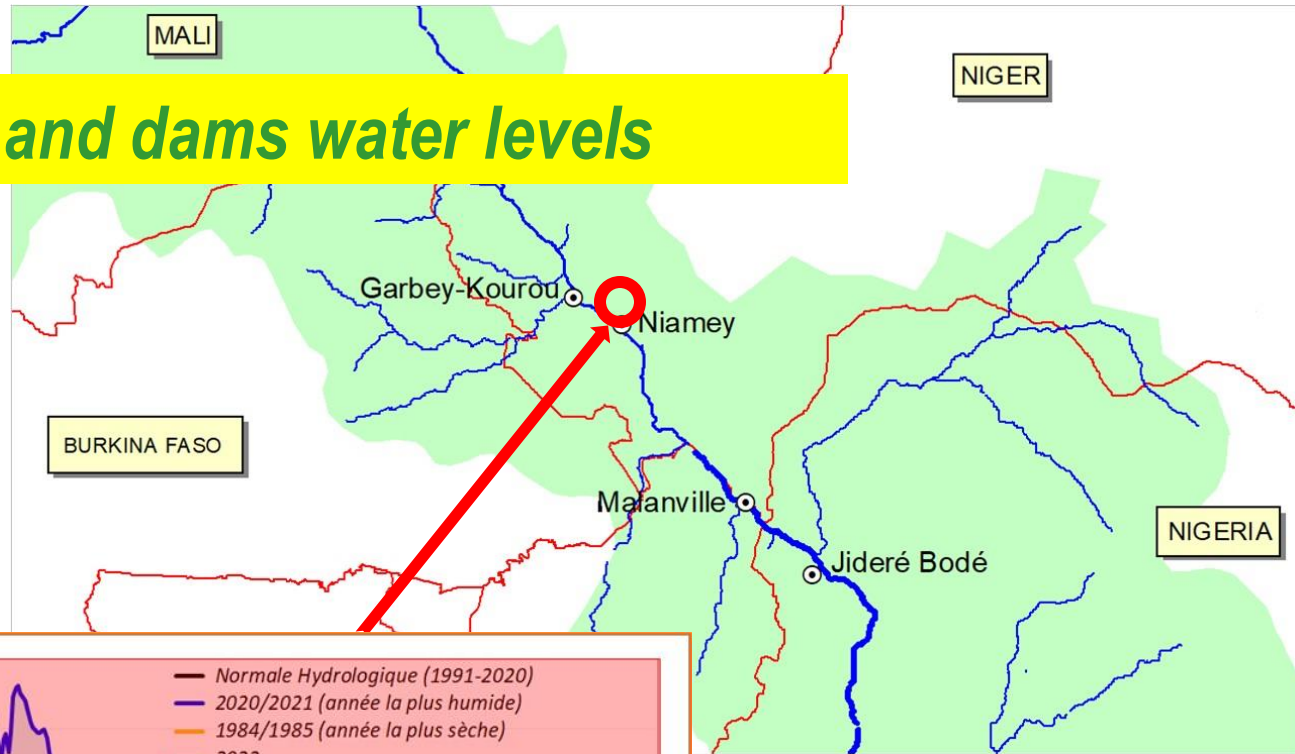 MALI
NIGER
and dams water levels
Garbey-Kourou
Niamey
BURKINA FASO
Malanville
NIGERIA
Jideré Bodé
Normale Hydrologique (1991-2020)
2020/2021 (année la plus humide)
1984/1985 (année la plus sèche)